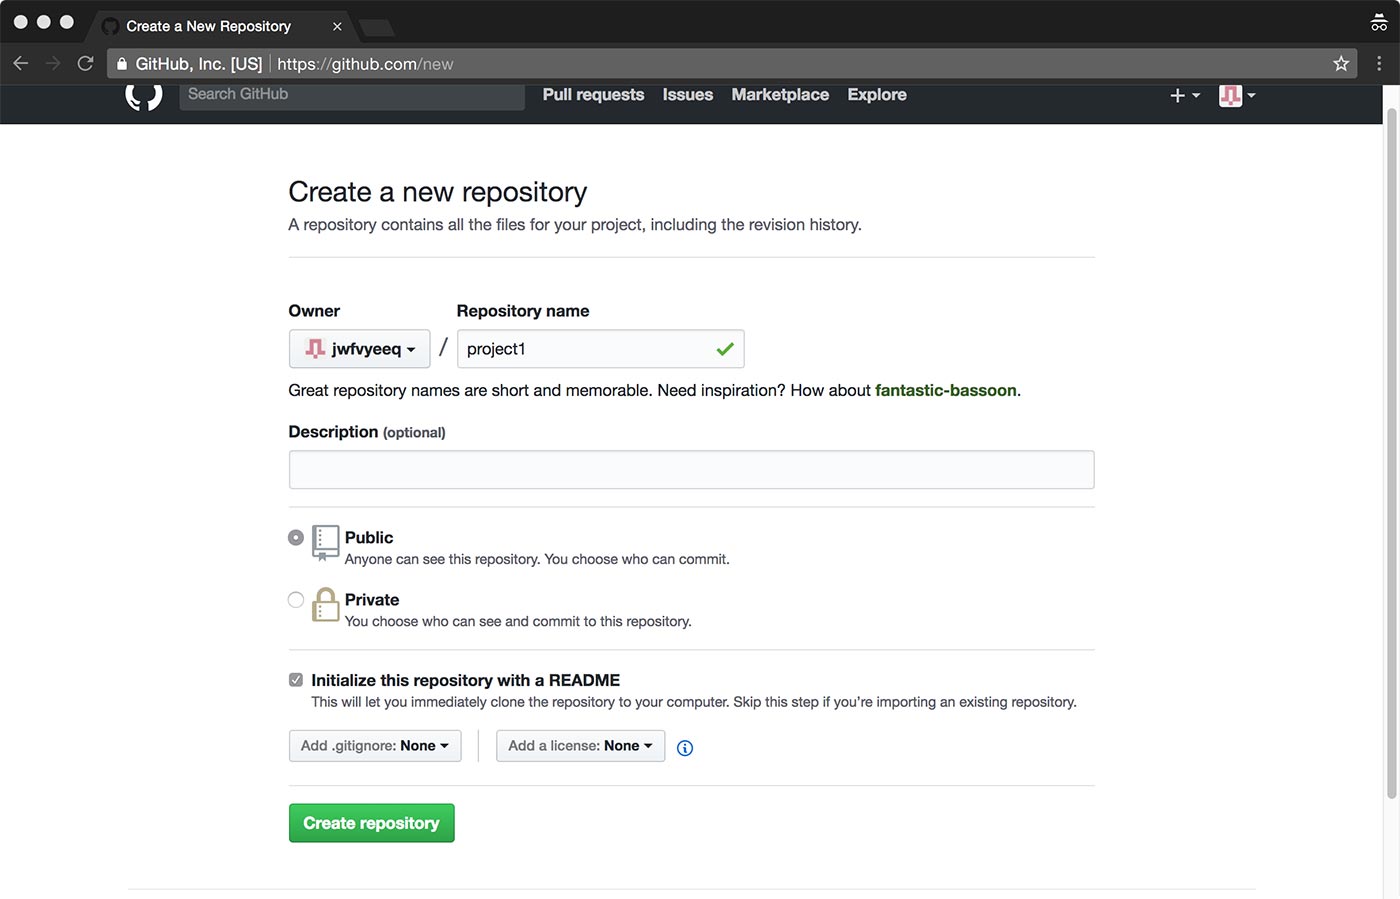 Create a New Repository
GitHub, Inc. [US] https://github.com/new
Search GitHub Pull requests Issues Marketplace Explore
Create a new repository
A repository contains all the files for your project, including the revision history.
Owner Repository name
jwfvyeeq / project1
Great repository names are short and memorable. Need inspiration? How about fantastic-bassoon.
Description (optional)
Public
Anyone can see this repository. You choose who can commit.
Private
You choose who can see and commit to this repository.
Initialize this repository with a README
This will let you immediately clone the repository to your computer. Skip this step if you’re importing an existing repository.
Add .gitignore: None Add a license: None
Create repository